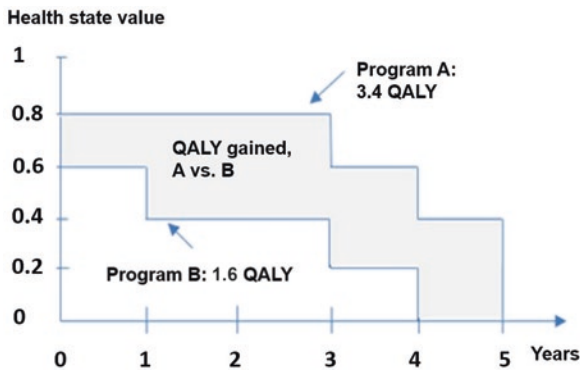 Health state value
1
Program A:
3.4 QALY
0.8
QALY gained,
A vs. B
0.6
0.4
0.2
Program B: 1.6 QALY
0
0 1 2 3 4 5 Years